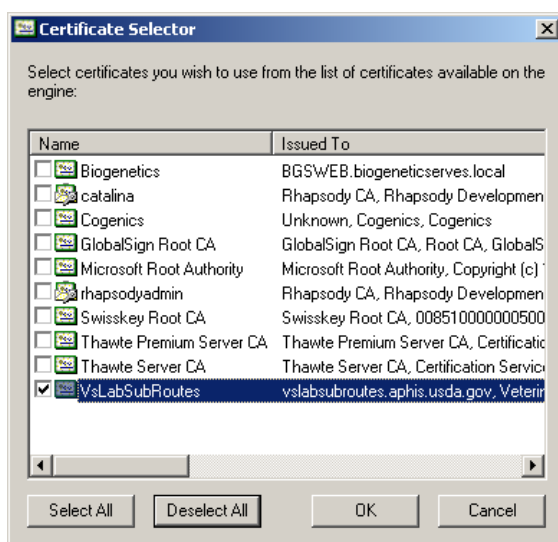 Certificate Selector
Select certificates you wish to use from the list of certificates available on the
engine:
Name Issued To
Biogenetics BGSWEB.biogeneticserves.local
catalina Rhapsody CA, Rhapsody Developmen
Cogenics Unknown, Cogenics, Cogenics
GlobalSign Root CA GlobalSign Root CA, Root CA, GlobalS
Microsoft Root Authority Microsoft Root Authority, Copyright (c)
rhapsodyadmin Rhapsody CA, Rhapsody Developmen
Swisskey Root CA Swisskey Root CA, 0085100000000500
Thawte Premium Server CA Thawte Premium Server CA, Certificatio
Thawte Server CA Thawte Server CA, Certification Service
VsLabSubRoutes vslabsubroutes.aphis.usda.gov, Veterin
Select All Deselect All OK Cancel